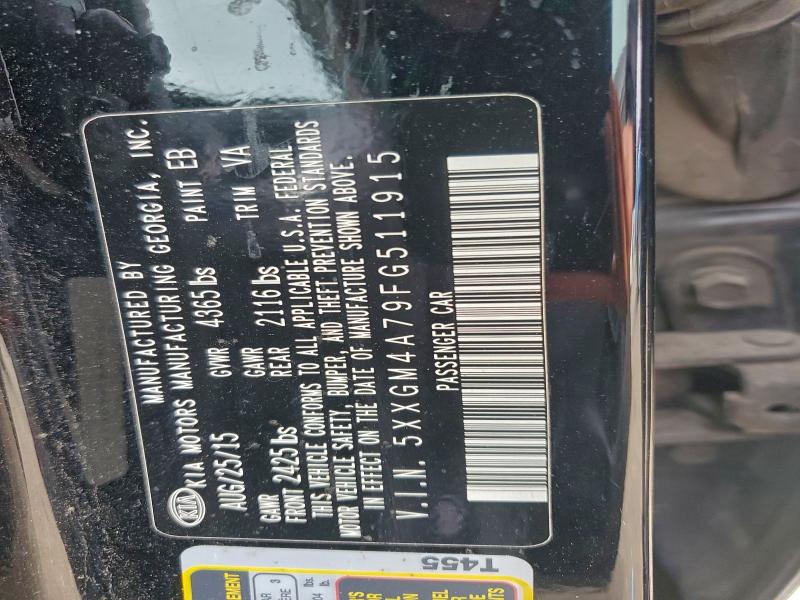 MANUFACTURED BY
KIA KIA MOTORS MANUFACTURING GEORGIA, INC.
AUG/25/15 GVWR 4365 lbs PAINT EB
GAWR GAWR
FRONT 2425 lbs REAR 2116 lbs TRIM VA
THIS VEHICLE CONFORMS TO ALL APPLICABLE U.S.A. FEDERAL
MOTOR VEHICLE SAFETY, BUMPER, AND THEFT PREVENTION STANDARDS
IN EFFECT ON THE DATE OF MANUFACTURE SHOWN ABOVE.
V.I.N. 5XXGM4A79FG511915
PASSENGER CAR
T455